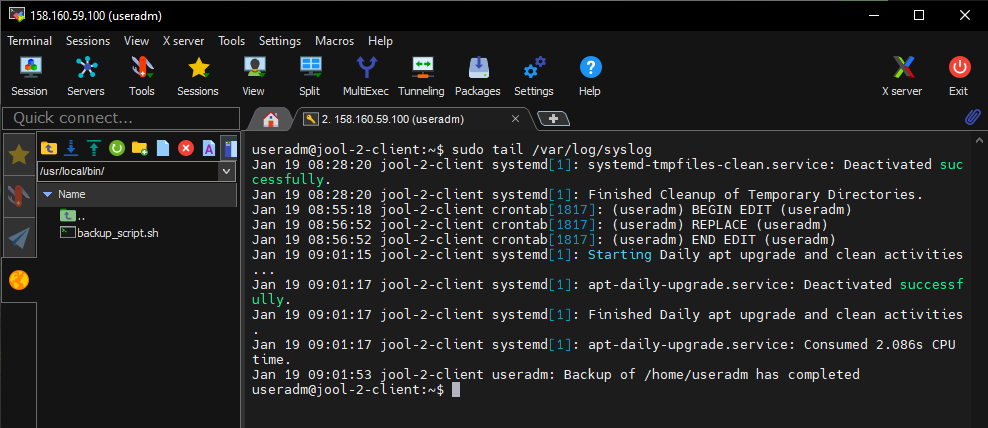 158.160.59.100 (useradm)
Terminal Sessions View X server Tools Settings Macros Help
Session Servers Tools Sessions View Split MultiExec Tunneling Packages Settings Help X server Exit
Quick connect...
2. 158.160.59.100 (useradm)
/usr/local/bin/
Name
..
backup_script.sh
useradm@jool-2-client:~$ sudo tail /var/log/syslog
Jan 19 08:28:20 jool-2-client systemd[1]: systemd-tmpfiles-clean.service: Deactivated suc
cessfully.
Jan 19 08:28:20 jool-2-client systemd[1]: Finished Cleanup of Temporary Directories.
Jan 19 08:55:18 jool-2-client crontab[1817]: (useradm) BEGIN EDIT (useradm)
Jan 19 08:56:52 jool-2-client crontab[1817]: (useradm) REPLACE (useradm)
Jan 19 08:56:52 jool-2-client crontab[1817]: (useradm) END EDIT (useradm)
Jan 19 09:01:15 jool-2-client systemd[1]: Starting Daily apt upgrade and clean activities
...
Jan 19 09:01:17 jool-2-client systemd[1]: apt-daily-upgrade.service: Deactivated successf
ully.
Jan 19 09:01:17 jool-2-client systemd[1]: Finished Daily apt upgrade and clean activities
.
Jan 19 09:01:17 jool-2-client systemd[1]: apt-daily-upgrade.service: Consumed 2.086s CPU
time.
Jan 19 09:01:53 jool-2-client useradm: Backup of /home/useradm has completed
useradm@jool-2-client:~$